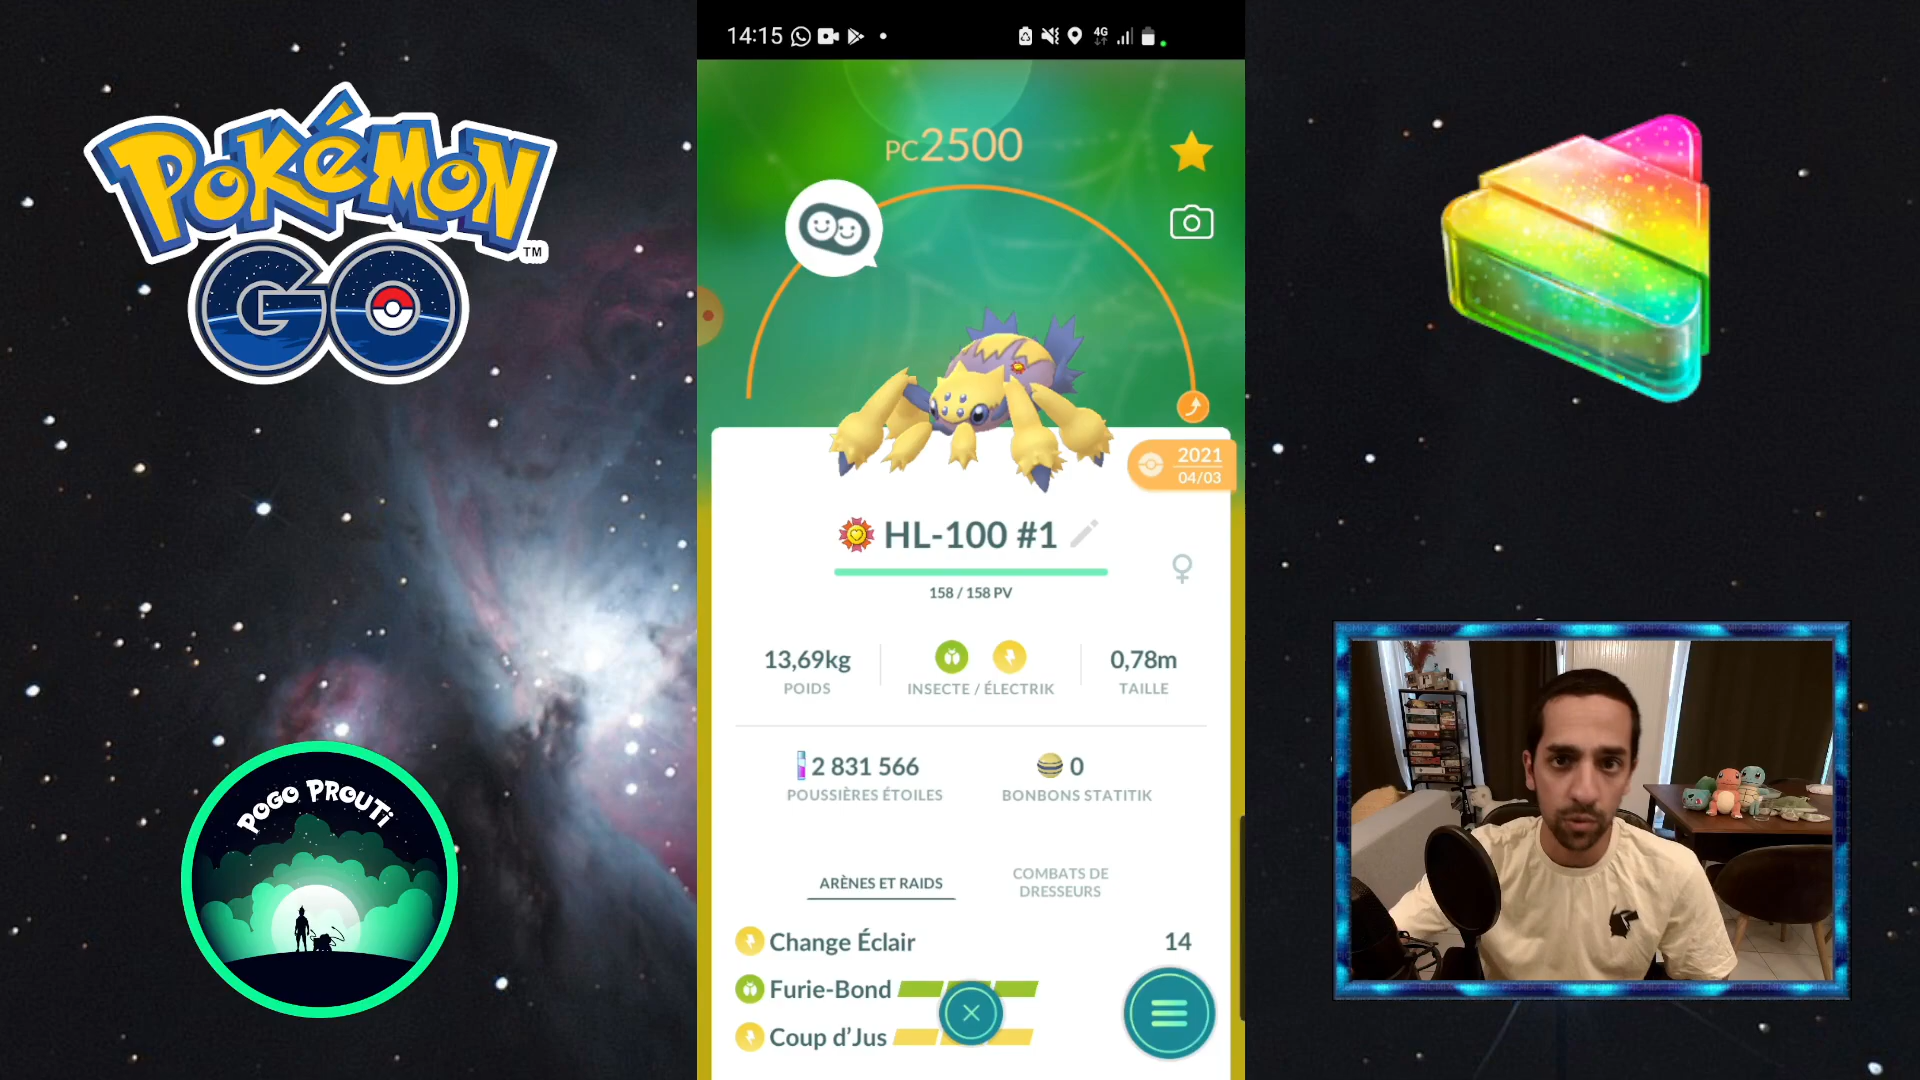 POKÉMON
GO
TM
POGO PROUTI
14:15
4G
PC2500
2021
04/03
HL-100 #1
158 / 158 PV
13,69kg
POIDS
INSECTE / ÉLECTRIK
0,78m
TAILLE
2 831 566
POUSSIÈRES ÉTOILES
0
BONBONS STATITIK
ARÈNES ET RAIDS
COMBATS DE
DRESSEURS
Change Éclair
14
Furie-Bond
Coup d'Jus